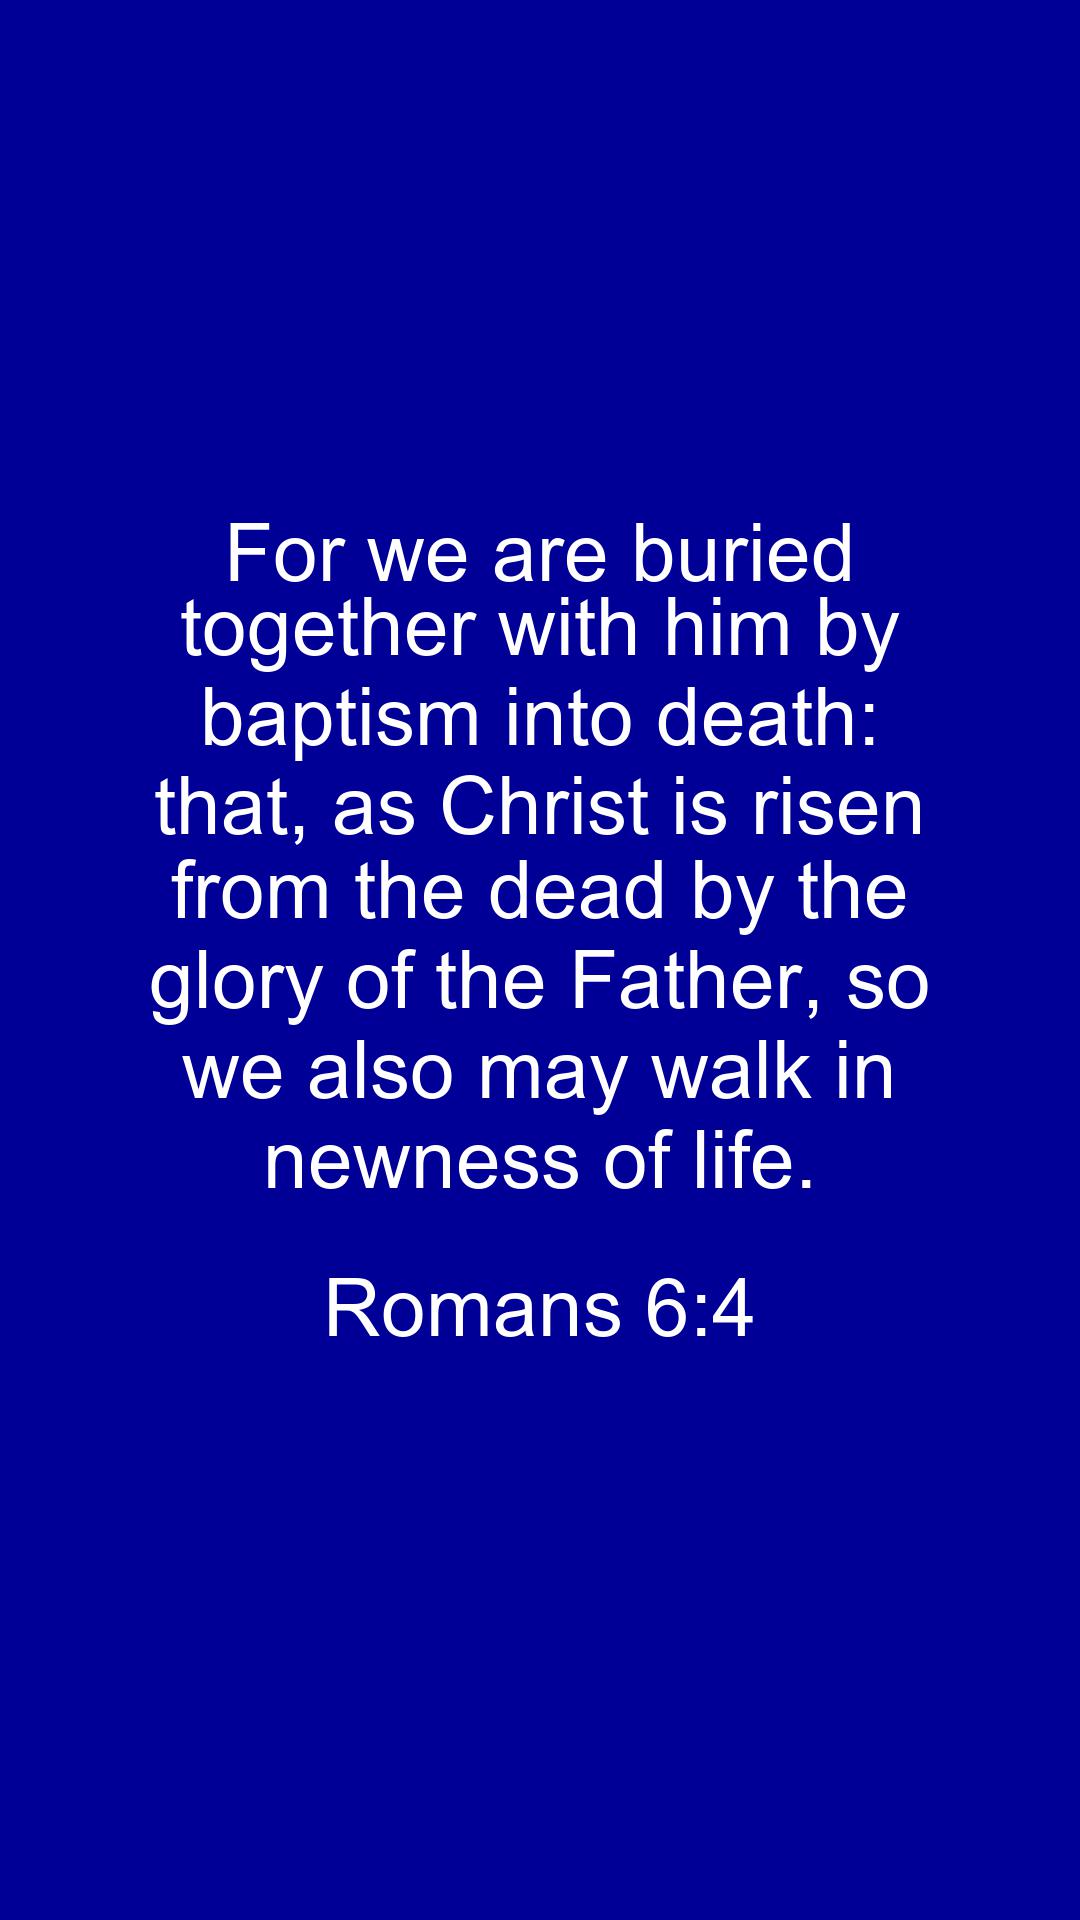 For we are buried
together with him by
baptism into death:
that, as Christ is risen
from the dead by the
glory of the Father, so
we also may walk in
newness of life.
Romans 6:4